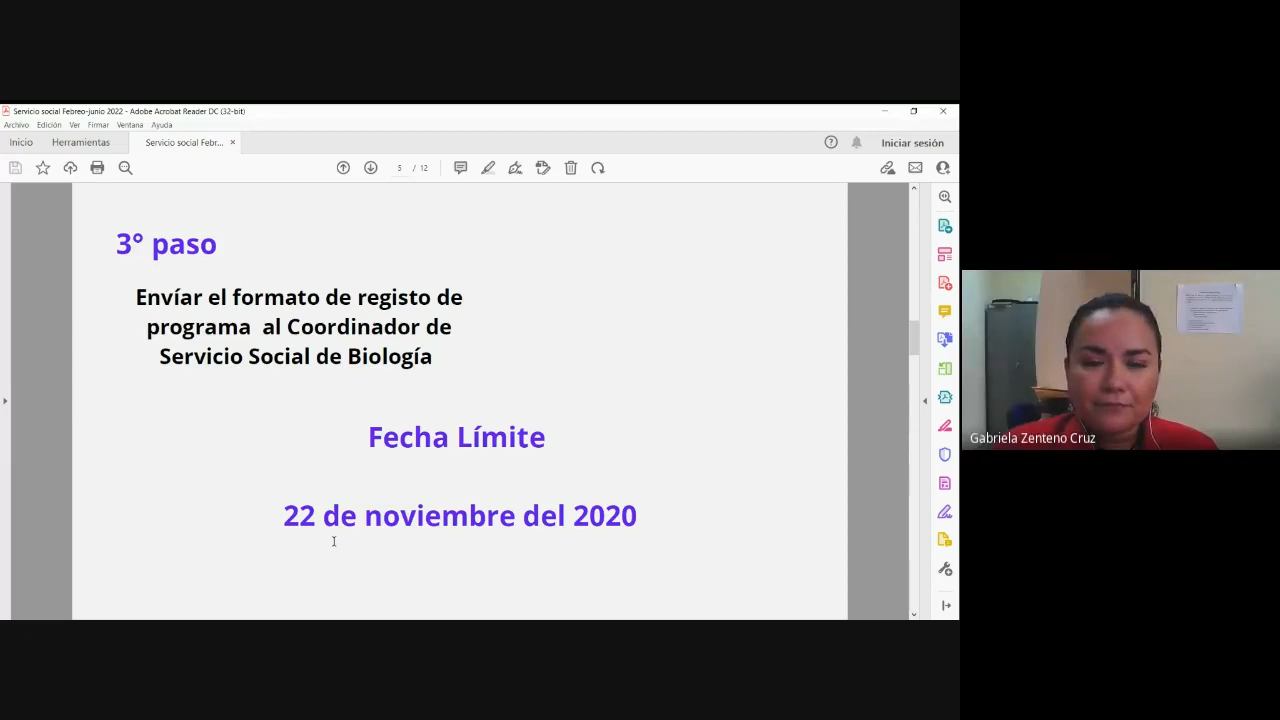 Servicio social Febreo-junio 2022 - Adobe Acrobat Reader DC (32-bit)
Archivo Edición Ver Firmar Ventana Ayuda
Inicio Herramientas Servicio social Febr... × Iniciar sesión
5 / 12
3° paso
Envíar el formato de registo de
programa al Coordinador de
Servicio Social de Biología
Fecha Límite
22 de noviembre del 2020
Gabriela Zenteno Cruz